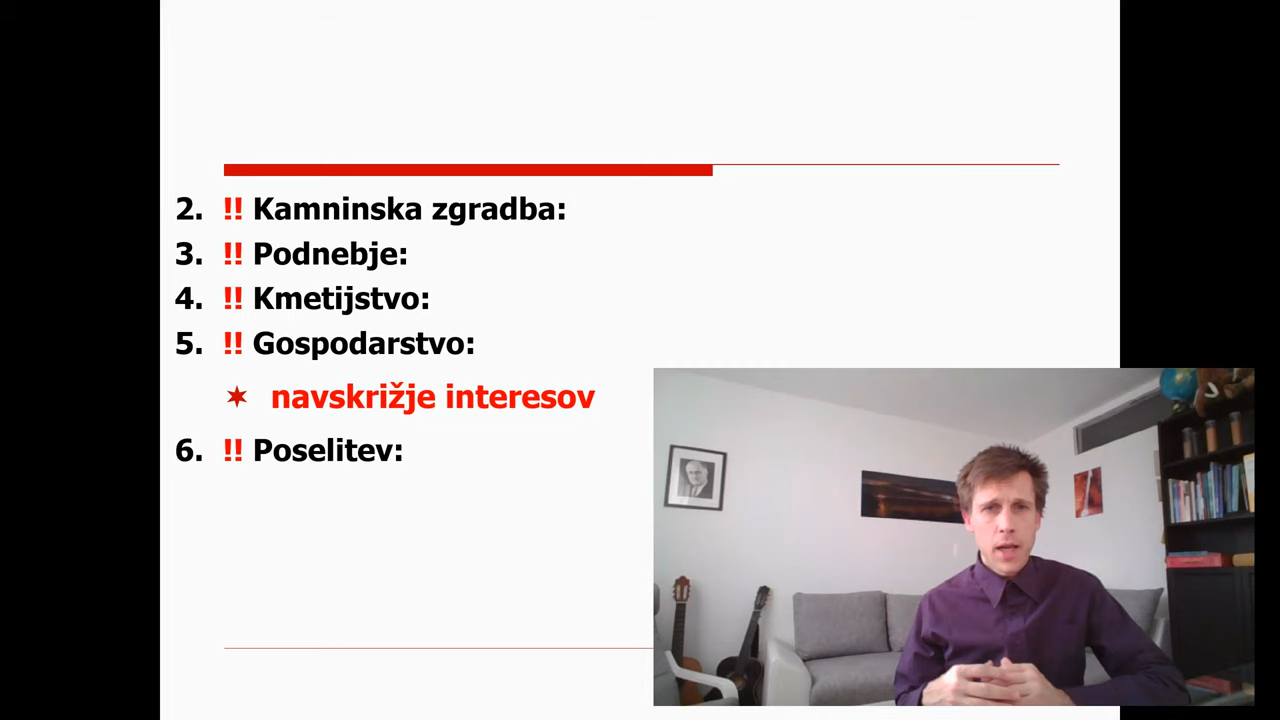 2. !! Kamninska zgradba:
3. !! Podnebje:
4. !! Kmetijstvo:
5. !! Gospodarstvo:
✶ navskrižje interesov
6. !! Poselitev: